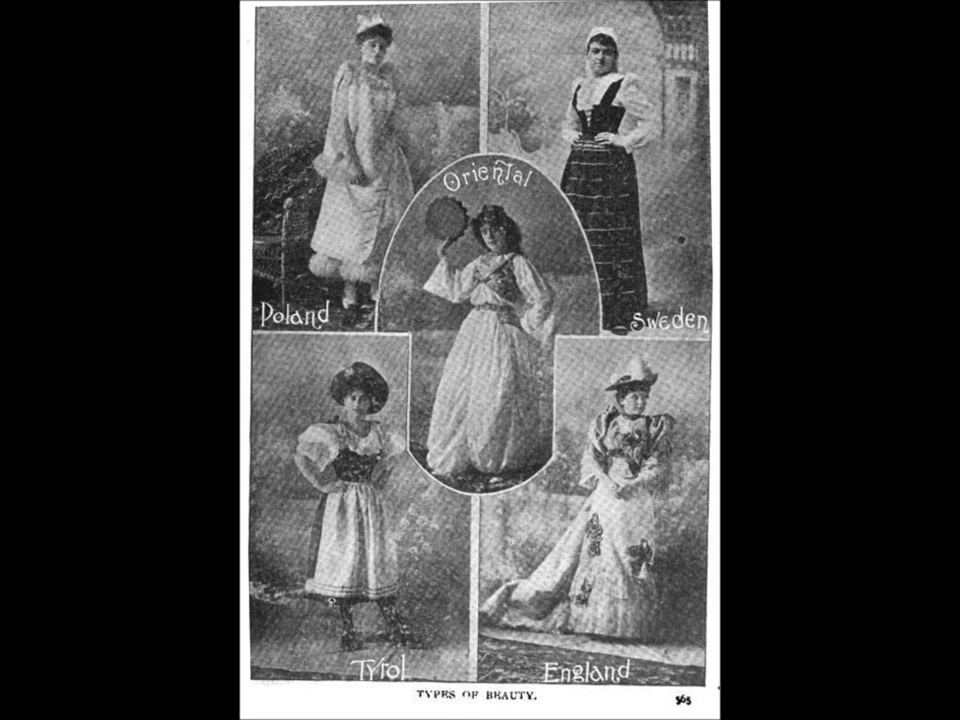 Oriental
Poland
Sweden
Tyrol
England
TYPES OF BEAUTY.
565